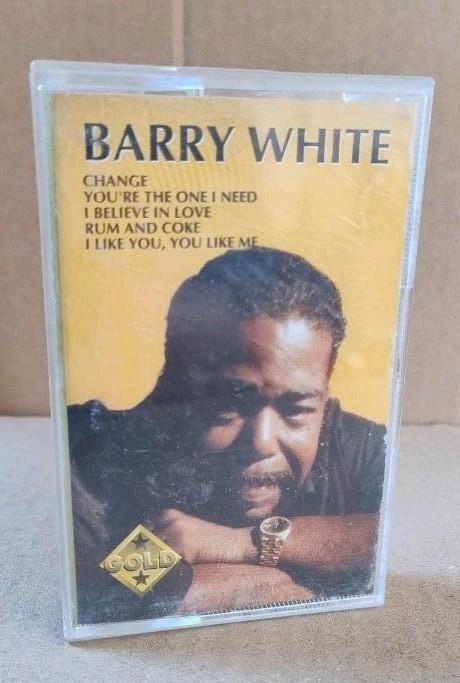 BARRY WHITE
CHANGE
YOU'RE THE ONE I NEED
I BELIEVE IN LOVE
RUM AND COKE
I LIKE YOU, YOU LIKE ME
GOLD